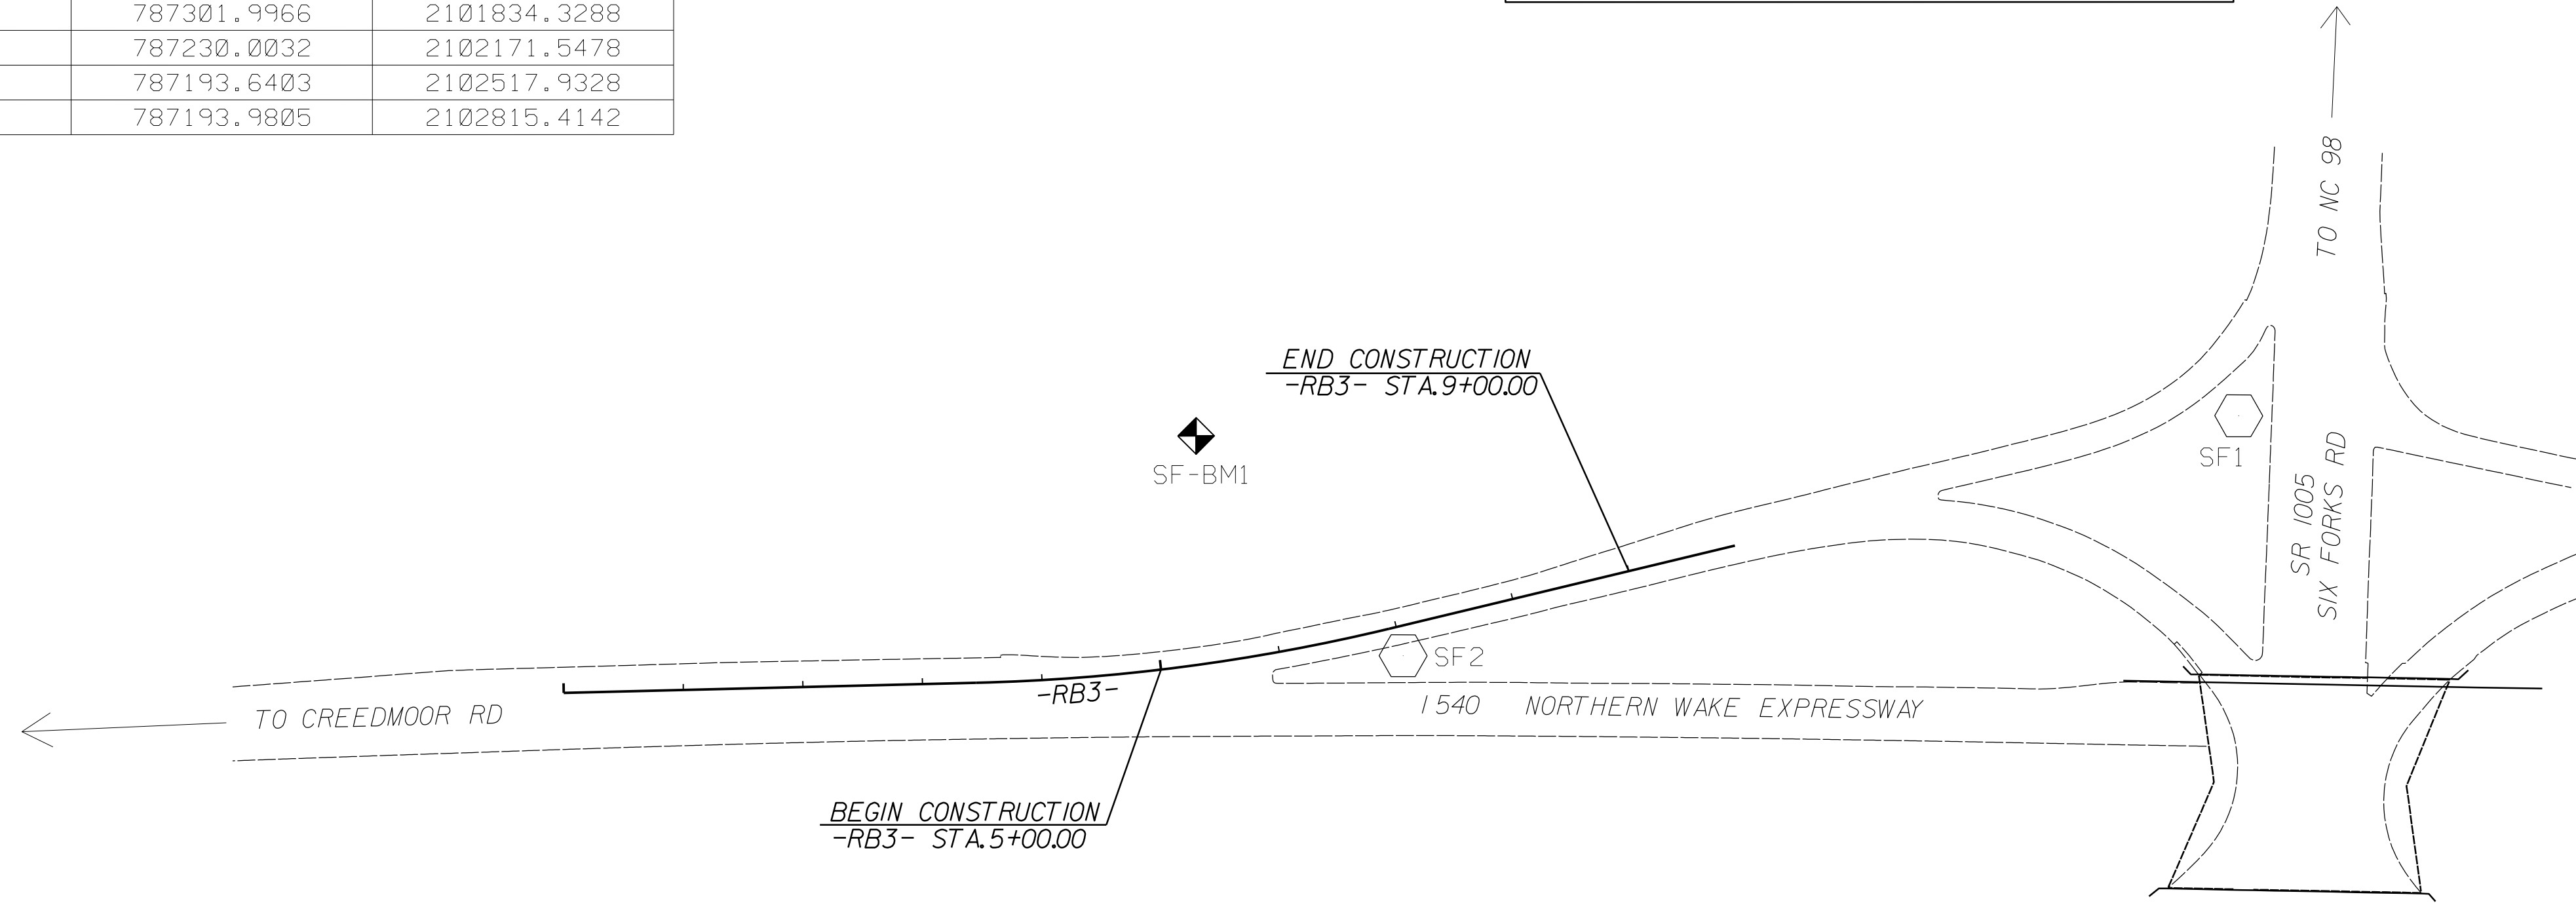 787301.9966 2101834.3288
787230.0032 2102171.5478
787193.6403 2102517.9328
787193.9805 2102815.4142
TO NC 98
END CONSTRUCTION
-RB3- STA.9+00.00
SF-BM1
SF1
SR 1005
SIX FORKS RD
SF2
-RB3-
I 540 NORTHERN WAKE EXPRESSWAY
TO CREEDMOOR RD
BEGIN CONSTRUCTION
-RB3- STA.5+00.00